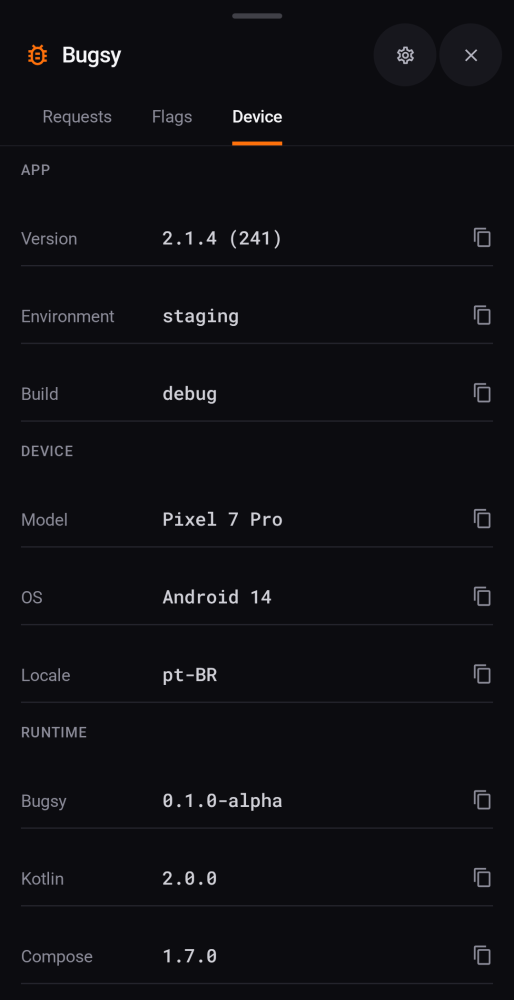 Bugsy
Requests Flags Device
APP
Version 2.1.4 (241)
Environment staging
Build debug
DEVICE
Model Pixel 7 Pro
OS Android 14
Locale pt-BR
RUNTIME
Bugsy 0.1.0-alpha
Kotlin 2.0.0
Compose 1.7.0